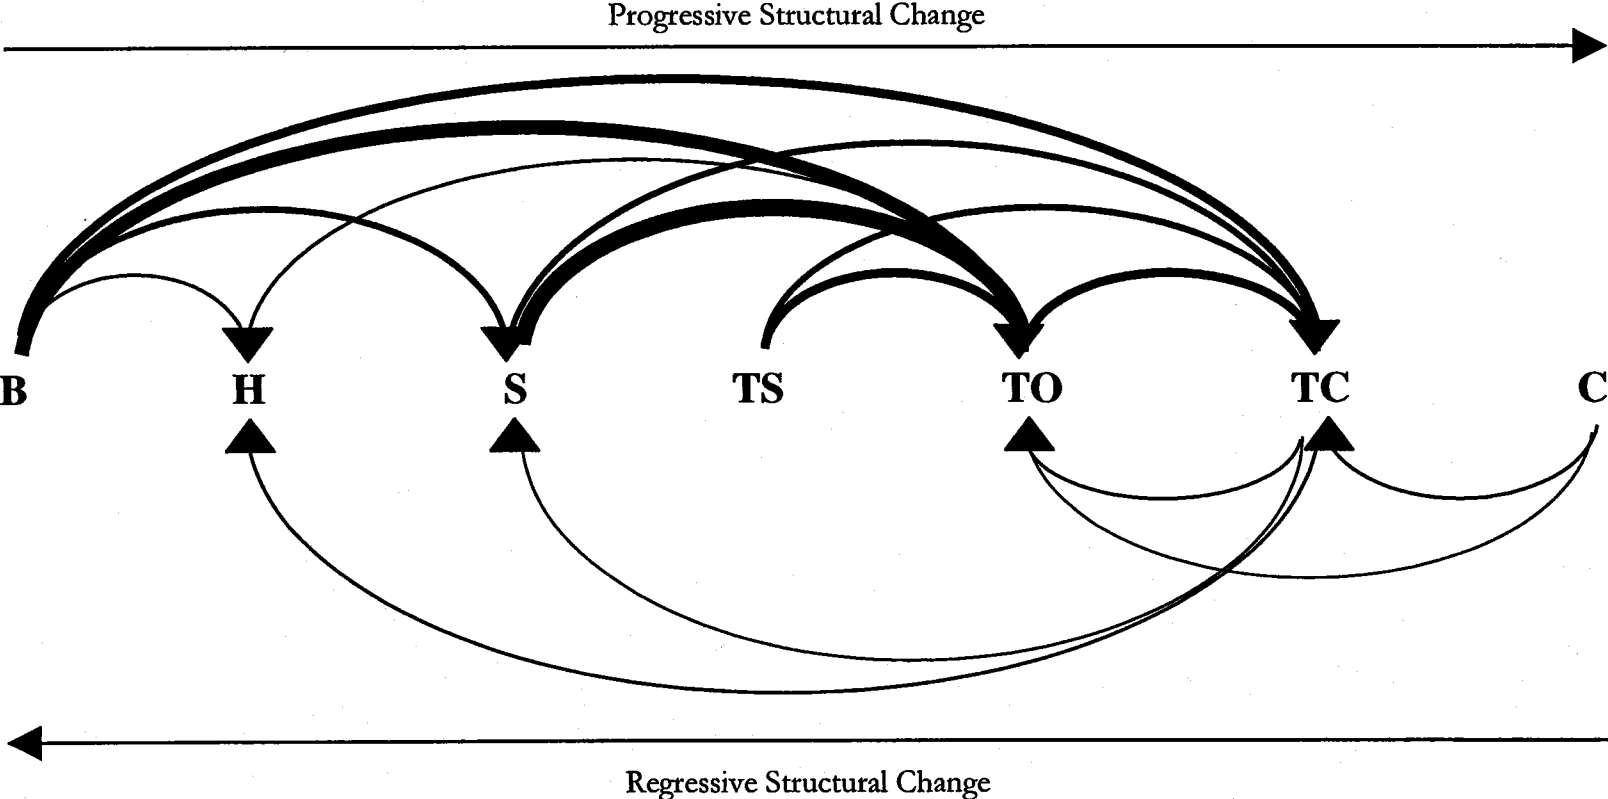 Progressive Structural Change
B H S TS TO TC C
Regressive Structural Change